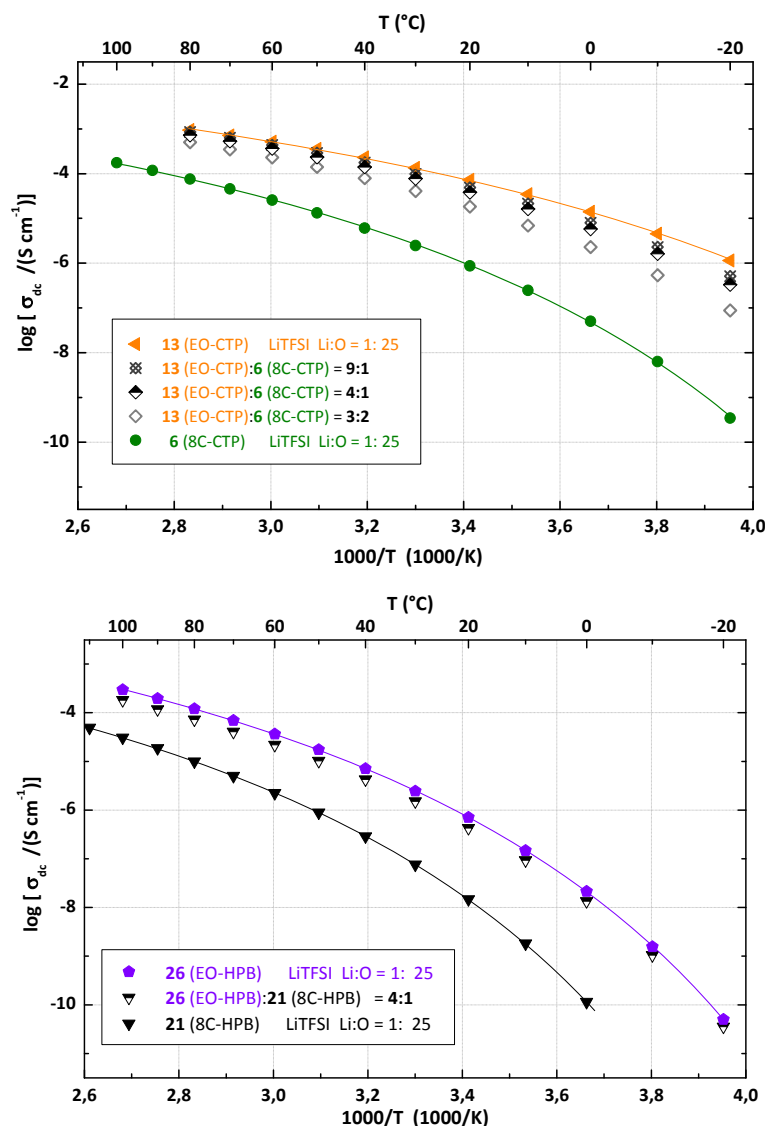 T (°C)
100 80 60 40 20 0 -20
-2
-4
-6
-8
-10
log [ σdc /(S cm-1)]
13 (EO-CTP) LiTFSI Li:O = 1: 25
13 (EO-CTP):6 (8C-CTP) = 9:1
13 (EO-CTP):6 (8C-CTP) = 4:1
13 (EO-CTP):6 (8C-CTP) = 3:2
6 (8C-CTP) LiTFSI Li:O = 1: 25
2,6 2,8 3,0 3,2 3,4 3,6 3,8 4,0
1000/T (1000/K)
T (°C)
100 80 60 40 20 0 -20
-4
-6
-8
-10
log [ σdc /(S cm-1)]
26 (EO-HPB) LiTFSI Li:O = 1: 25
26 (EO-HPB):21 (8C-HPB) = 4:1
21 (8C-HPB) LiTFSI Li:O = 1: 25
2,6 2,8 3,0 3,2 3,4 3,6 3,8 4,0
1000/T (1000/K)